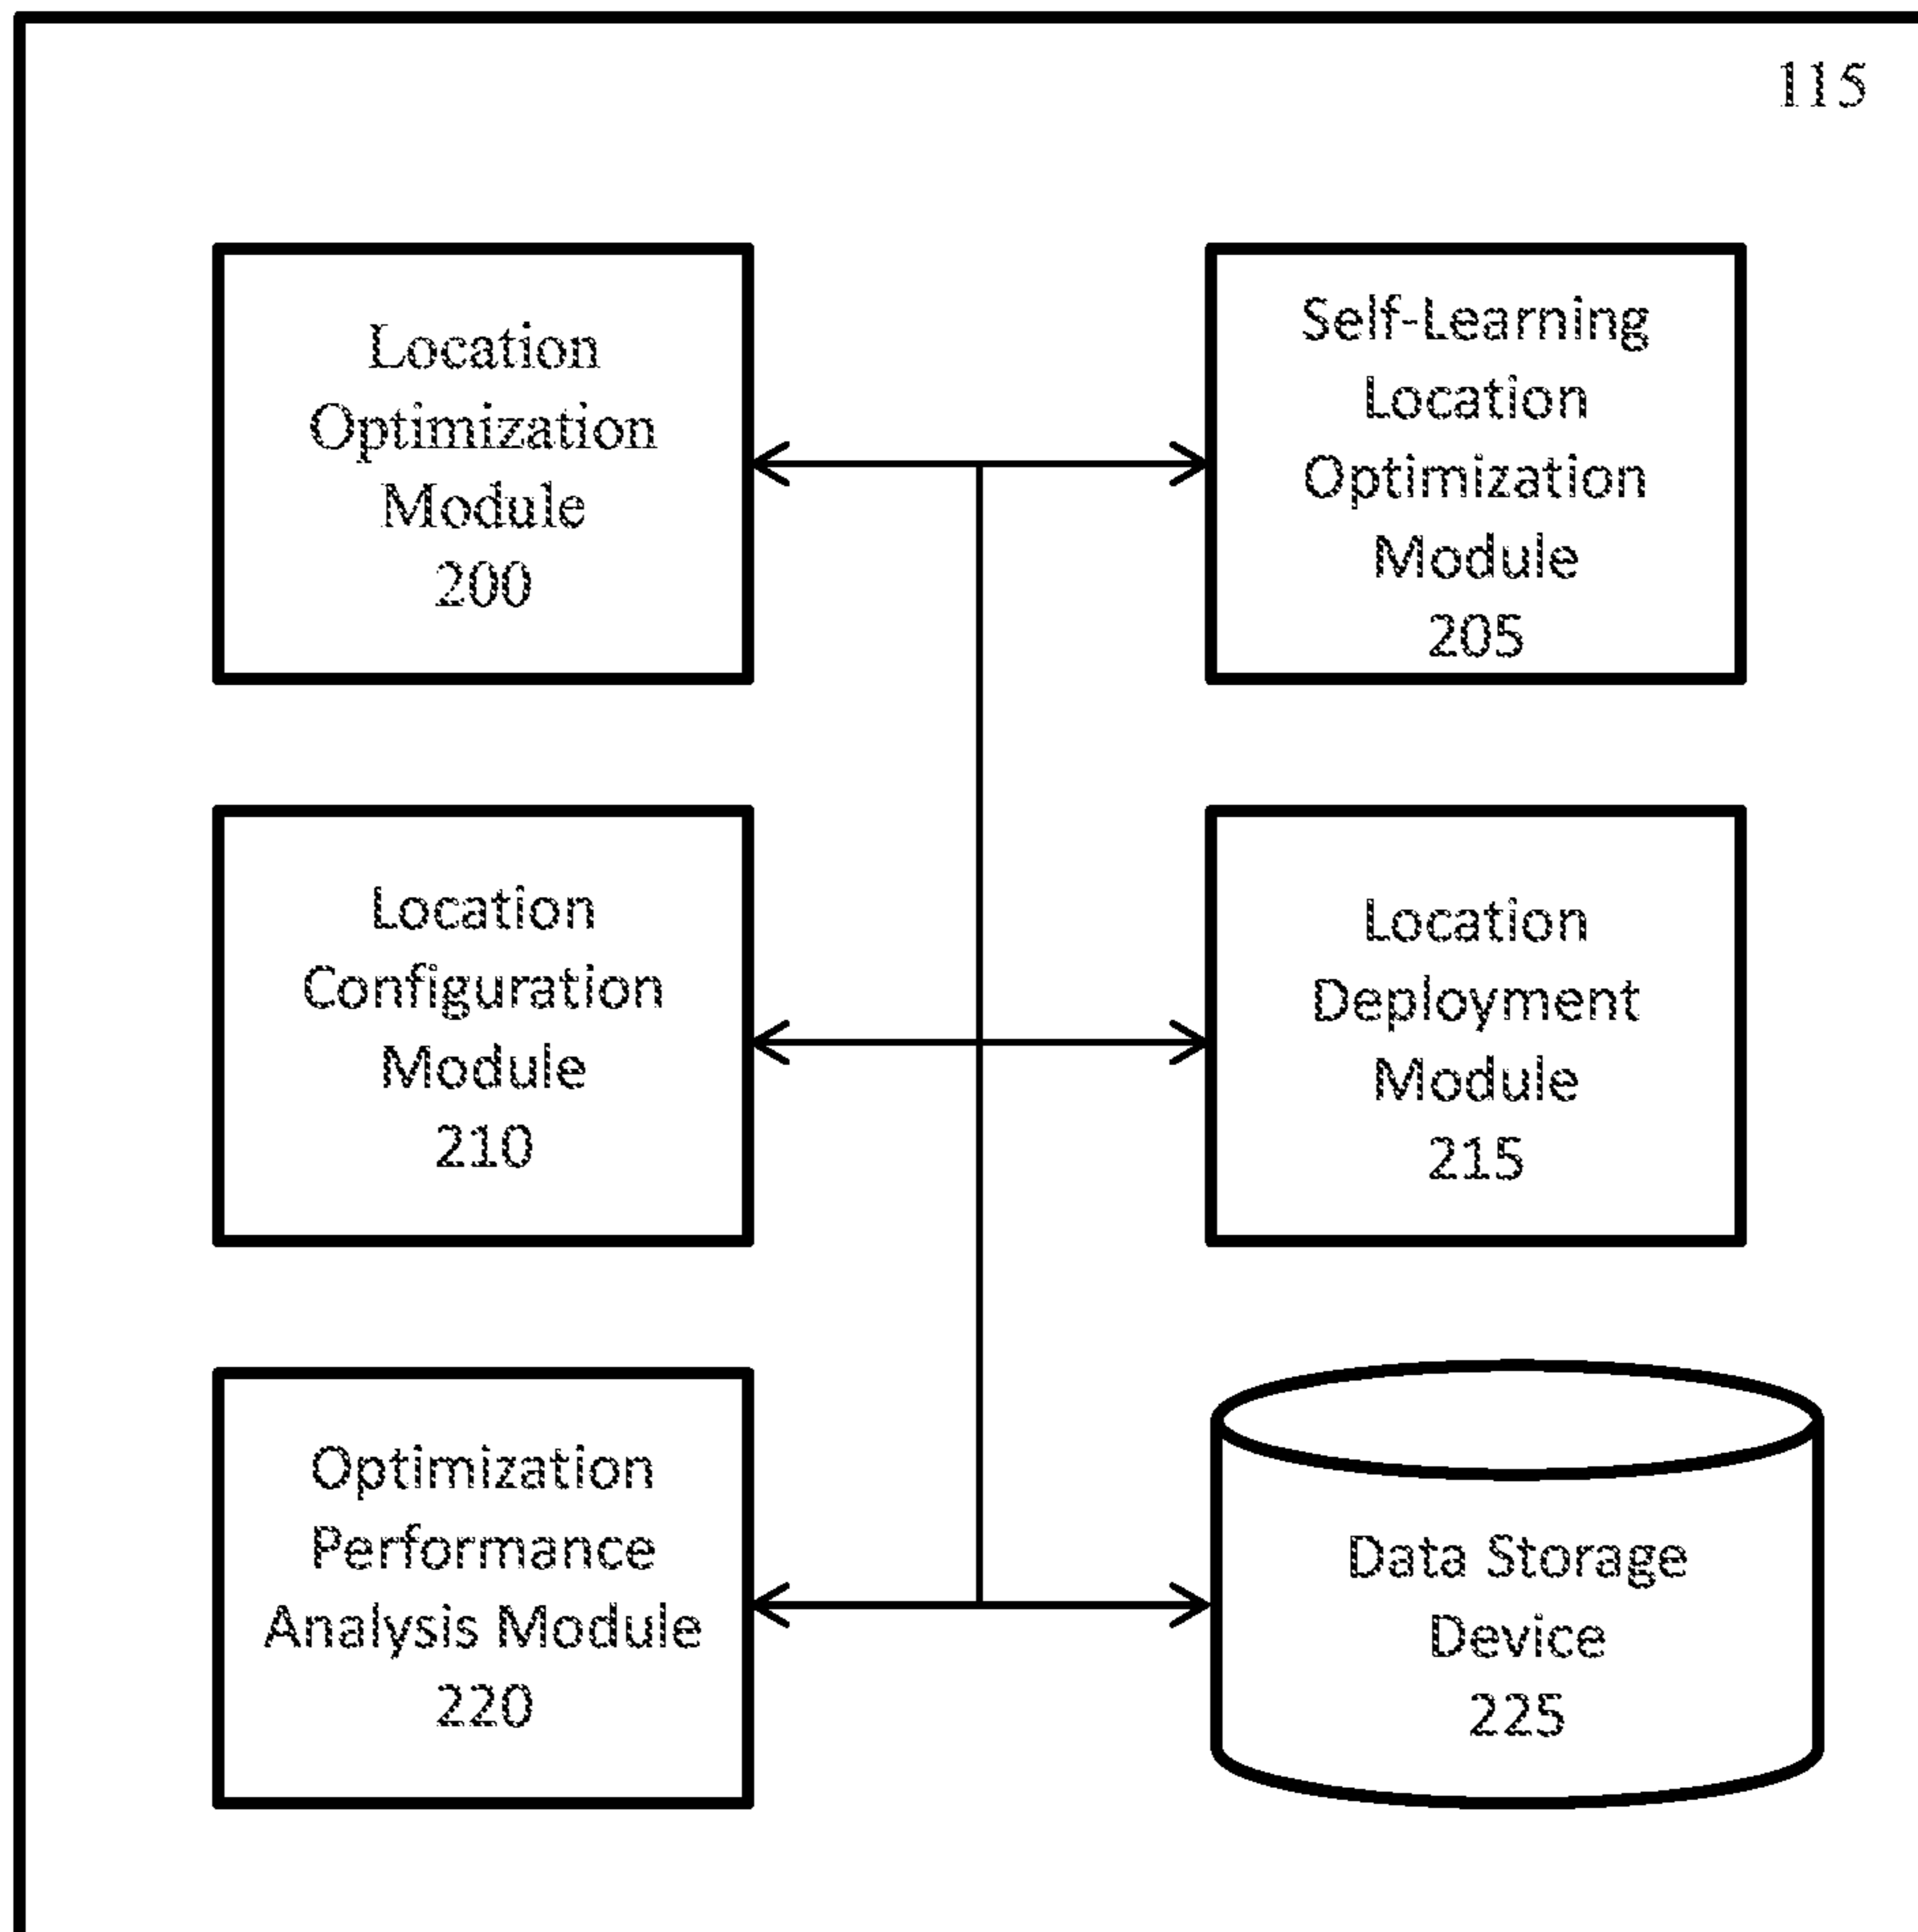 115
Location
Optimization
Module
200
Self-Learning
Location
Optimization
Module
205
Location
Configuration
Module
210
Location
Deployment
Module
215
Optimization
Performance
Analysis Module
220
Data Storage
Device
225